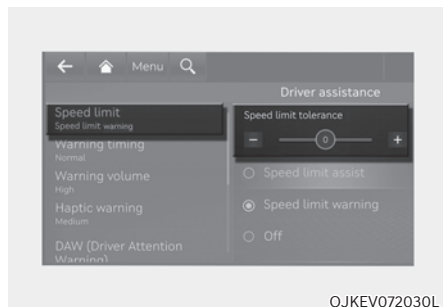 Menu
Driver assistance
Speed limit
Speed limit warning
Warning timing
Normal
Warning volume
High
Haptic warning
Medium
DAW (Driver Attention
Warning)
Speed limit tolerance
− 0 +
Speed limit assist
Speed limit warning
Off
OJKEV072030L